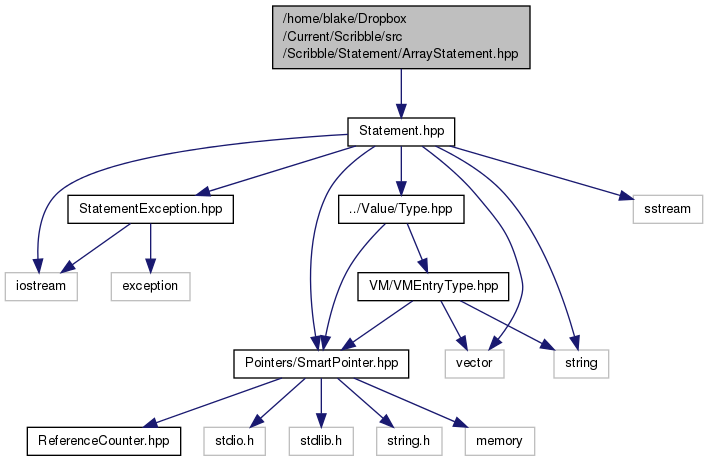 /home/blake/Dropbox
/Current/Scribble/src
/Scribble/Statement/ArrayStatement.hpp
Statement.hpp
StatementException.hpp
../Value/Type.hpp
sstream
iostream
exception
VM/VMEntryType.hpp
Pointers/SmartPointer.hpp
vector
string
ReferenceCounter.hpp
stdio.h
stdlib.h
string.h
memory